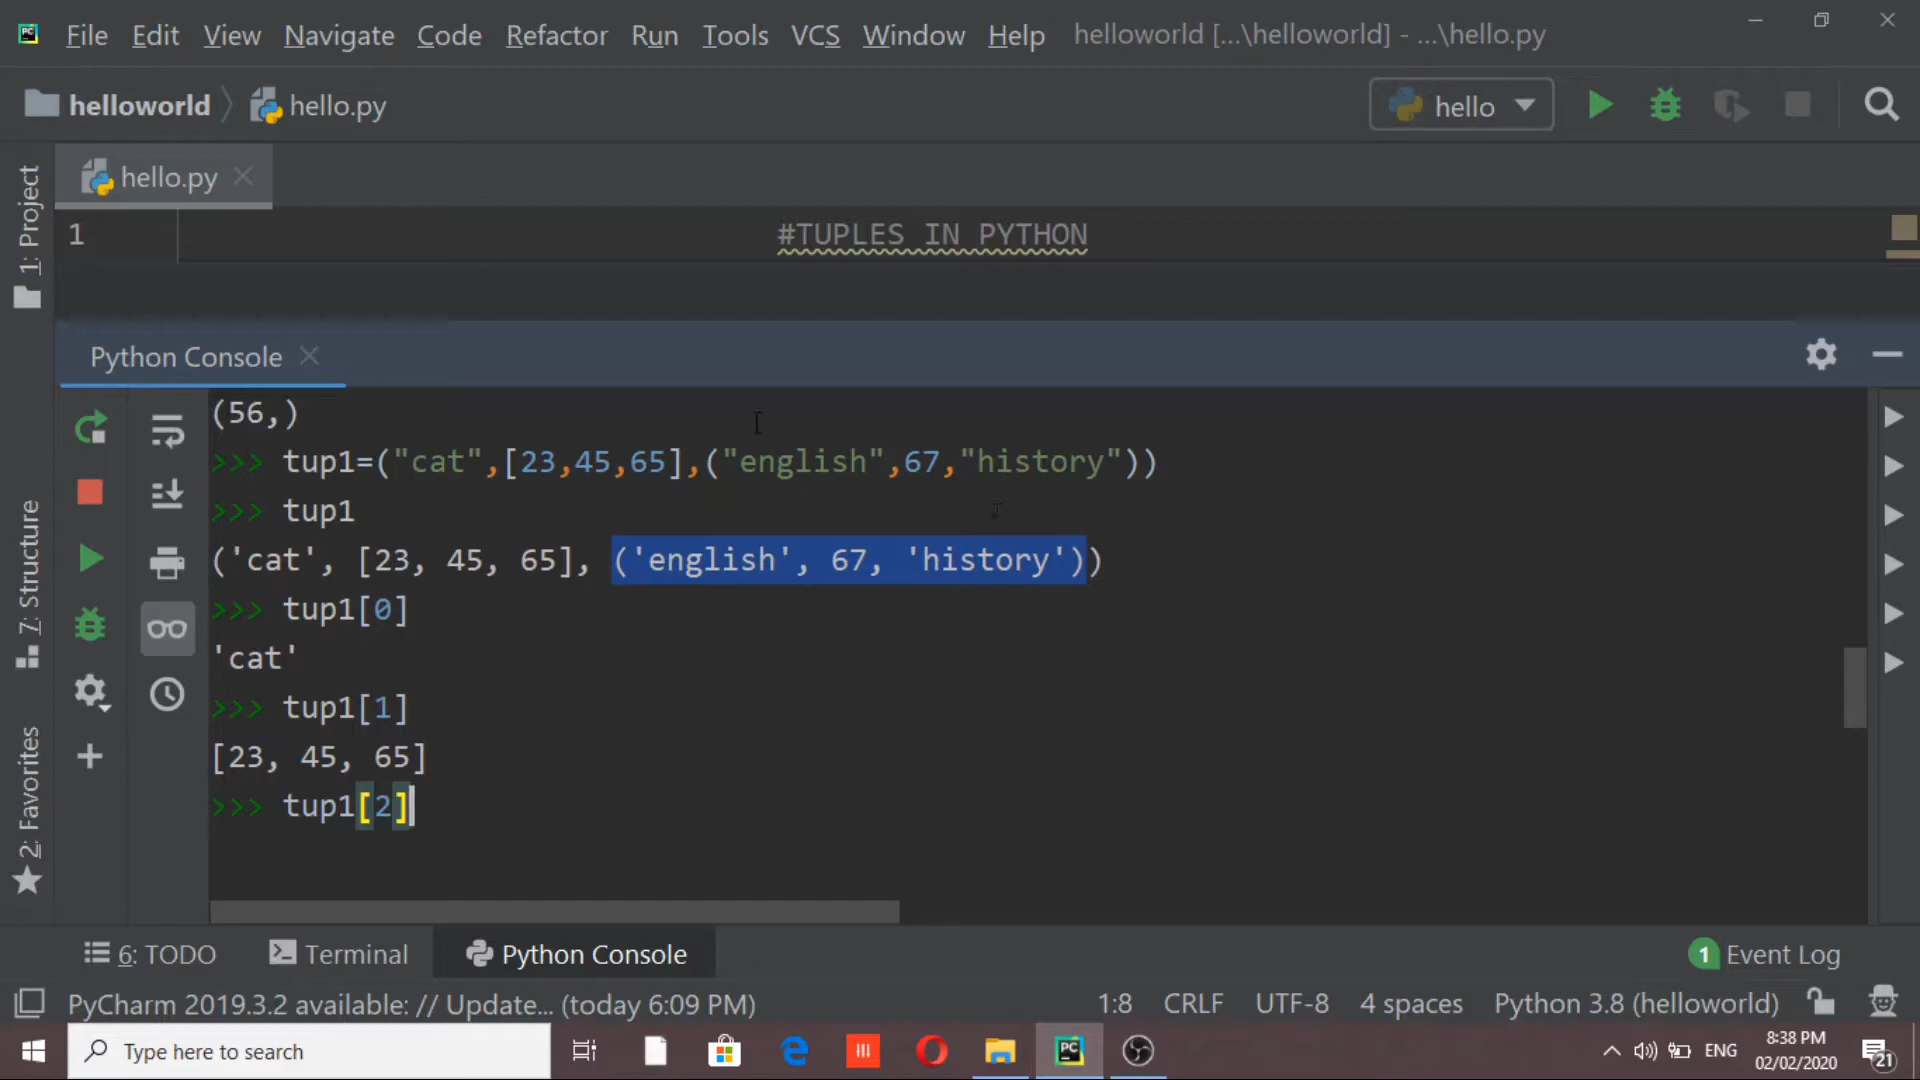 File Edit View Navigate Code Refactor Run Tools VCS Window Help helloworld [...\helloworld] - ...\hello.py
helloworld hello.py hello
1: Project
hello.py
1 #TUPLES IN PYTHON
Python Console
(56,)
>>> tup1=("cat",[23,45,65],("english",67,"history"))
>>> tup1
('cat', [23, 45, 65], ('english', 67, 'history'))
>>> tup1[0]
'cat'
>>> tup1[1]
[23, 45, 65]
>>> tup1[2]
7: Structure
2: Favorites
6: TODO Terminal Python Console 1 Event Log
PyCharm 2019.3.2 available: // Update... (today 6:09 PM) 1:8 CRLF UTF-8 4 spaces Python 3.8 (helloworld)
Type here to search ENG 8:38 PM 21
02/02/2020